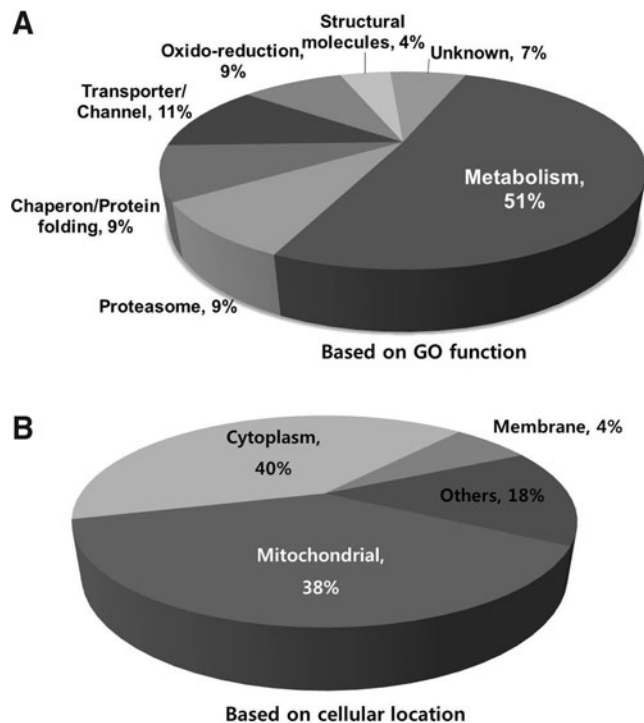 A
Structural
molecules, 4%
Oxido-reduction,
9%
Unknown, 7%
Transporter/
Channel, 11%
Metabolism,
51%
Chaperon/Protein
folding, 9%
Proteasome, 9%
Based on GO function
B
Membrane, 4%
Cytoplasm,
40%
Others, 18%
Mitochondrial,
38%
Based on cellular location